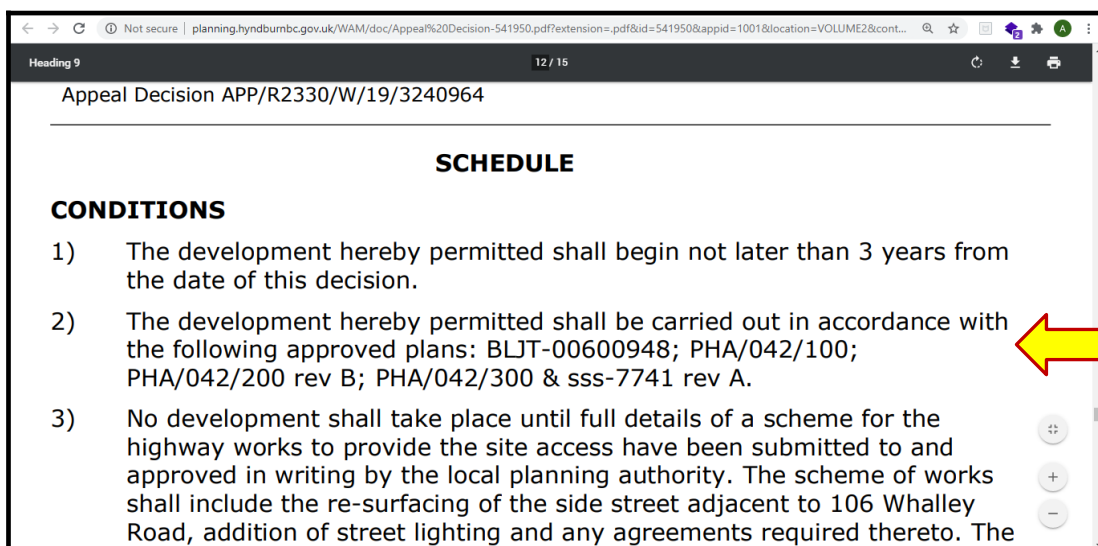 Not secure | planning.hyndburnbc.gov.uk/WAM/doc/Appeal%20Decision-541950.pdf?extension=.pdf&id=541950&appid=1001&location=VOLUME2&cont...
2
A
Heading 9
12 / 15
Appeal Decision APP/R2330/W/19/3240964
SCHEDULE
CONDITIONS
1) The development hereby permitted shall begin not later than 3 years from
the date of this decision.
2) The development hereby permitted shall be carried out in accordance with
the following approved plans: BLJT-00600948; PHA/042/100;
PHA/042/200 rev B; PHA/042/300 & sss-7741 rev A.
3) No development shall take place until full details of a scheme for the
highway works to provide the site access have been submitted to and
approved in writing by the local planning authority. The scheme of works
shall include the re-surfacing of the side street adjacent to 106 Whalley
Road, addition of street lighting and any agreements required thereto. The